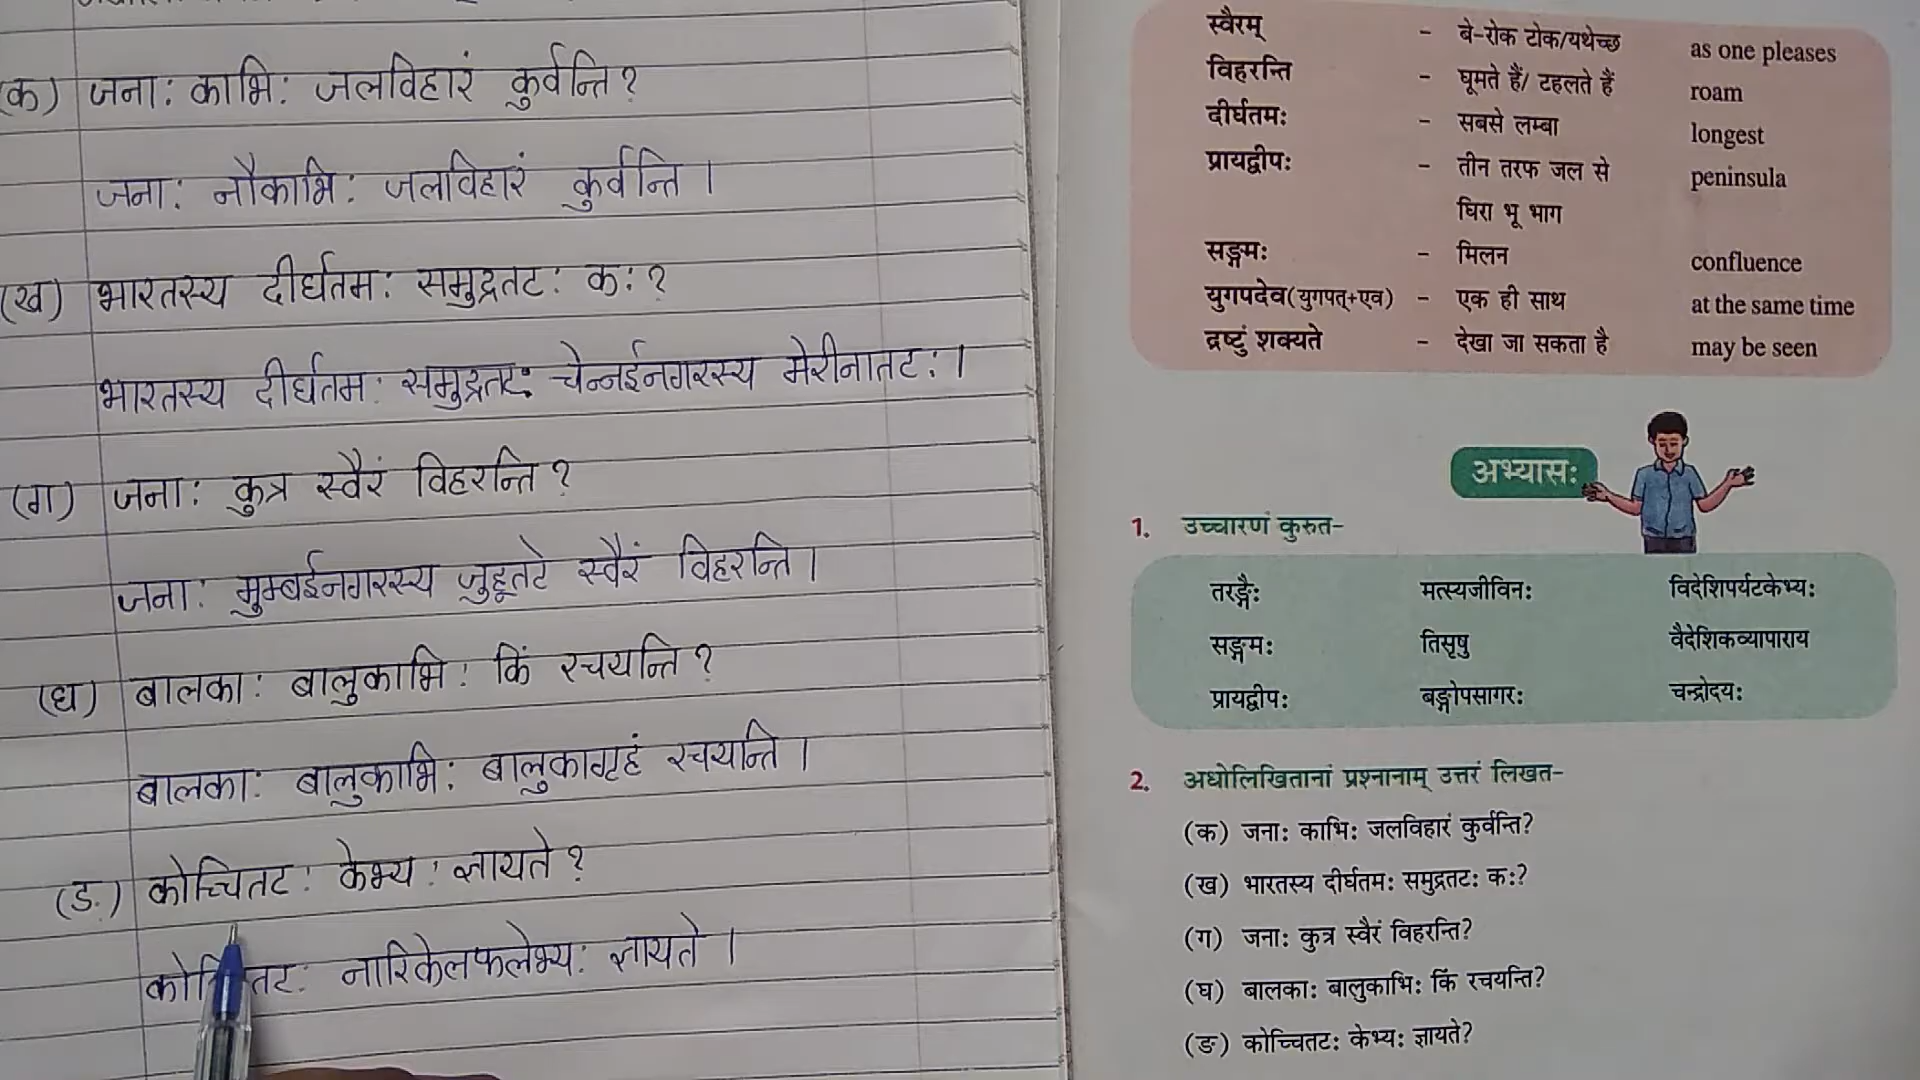 (क) जना: काभि: जलविहारं कुर्वन्ति?
जना: नौकाभि: जलविहारं कुर्वन्ति।
(ख) भारतस्य दीर्घतम: समुद्रतट: क:?
भारतस्य दीर्घतम: समुद्रतट: चेन्नईनगरस्य मेरीनातट:।
(ग) जना: कुत्र स्वैरं विहरन्ति?
जना: मुम्बईनगरस्य जुहूतटे स्वैरं विहरन्ति।
(घ) बालका: बालुकाभि: किं रचयन्ति?
बालका: बालुकाभि: बालुकागृहं रचयन्ति।
(ड.) कोच्चितट: केभ्य: ज्ञायते?
नारिकेलफलेभ्य: ज्ञायते।
स्वैरम् - बे-रोक टोक/यथेच्छ as one pleases
विहरन्ति - घूमते हैं/ टहलते हैं roam
दीर्घतमः - सबसे लम्बा longest
प्रायद्वीपः - तीन तरफ जल से peninsula
घिरा भू भाग
सङ्गमः - मिलन confluence
युगपदेव(युगपत्+एव) - एक ही साथ at the same time
द्रष्टुं शक्यते - देखा जा सकता है may be seen
अभ्यासः
1. उच्चारणं कुरुत-
तरङ्गैः मत्स्यजीविनः विदेशिपर्यटकेभ्यः
सङ्गमः तिसृषु वैदेशिकव्यापाराय
प्रायद्वीपः बङ्गोपसागरः चन्द्रोदयः
2. अधोलिखितानां प्रश्नानाम् उत्तरं लिखत-
(क) जनाः काभिः जलविहारं कुर्वन्ति?
(ख) भारतस्य दीर्घतमः समुद्रतटः कः?
(ग) जनाः कुत्र स्वैरं विहरन्ति?
(घ) बालकाः बालुकाभिः किं रचयन्ति?
(ङ) कोच्चितटः केभ्यः ज्ञायते?